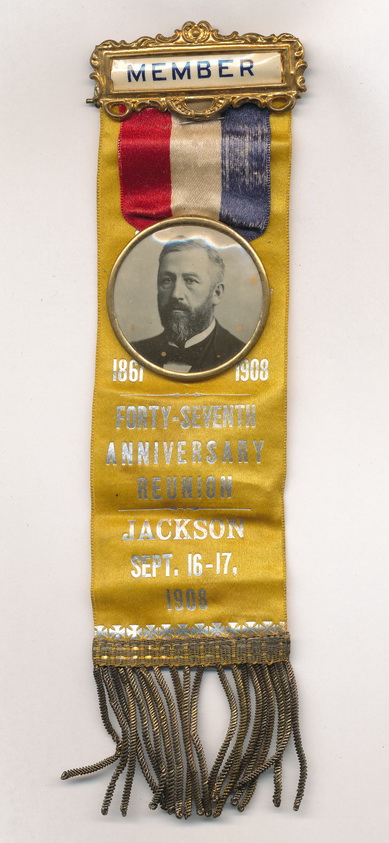 MEMBER
1861 1908
FORTY-SEVENTH
ANNIVERSARY
REUNION
JACKSON
SEPT. 16-17,
1908